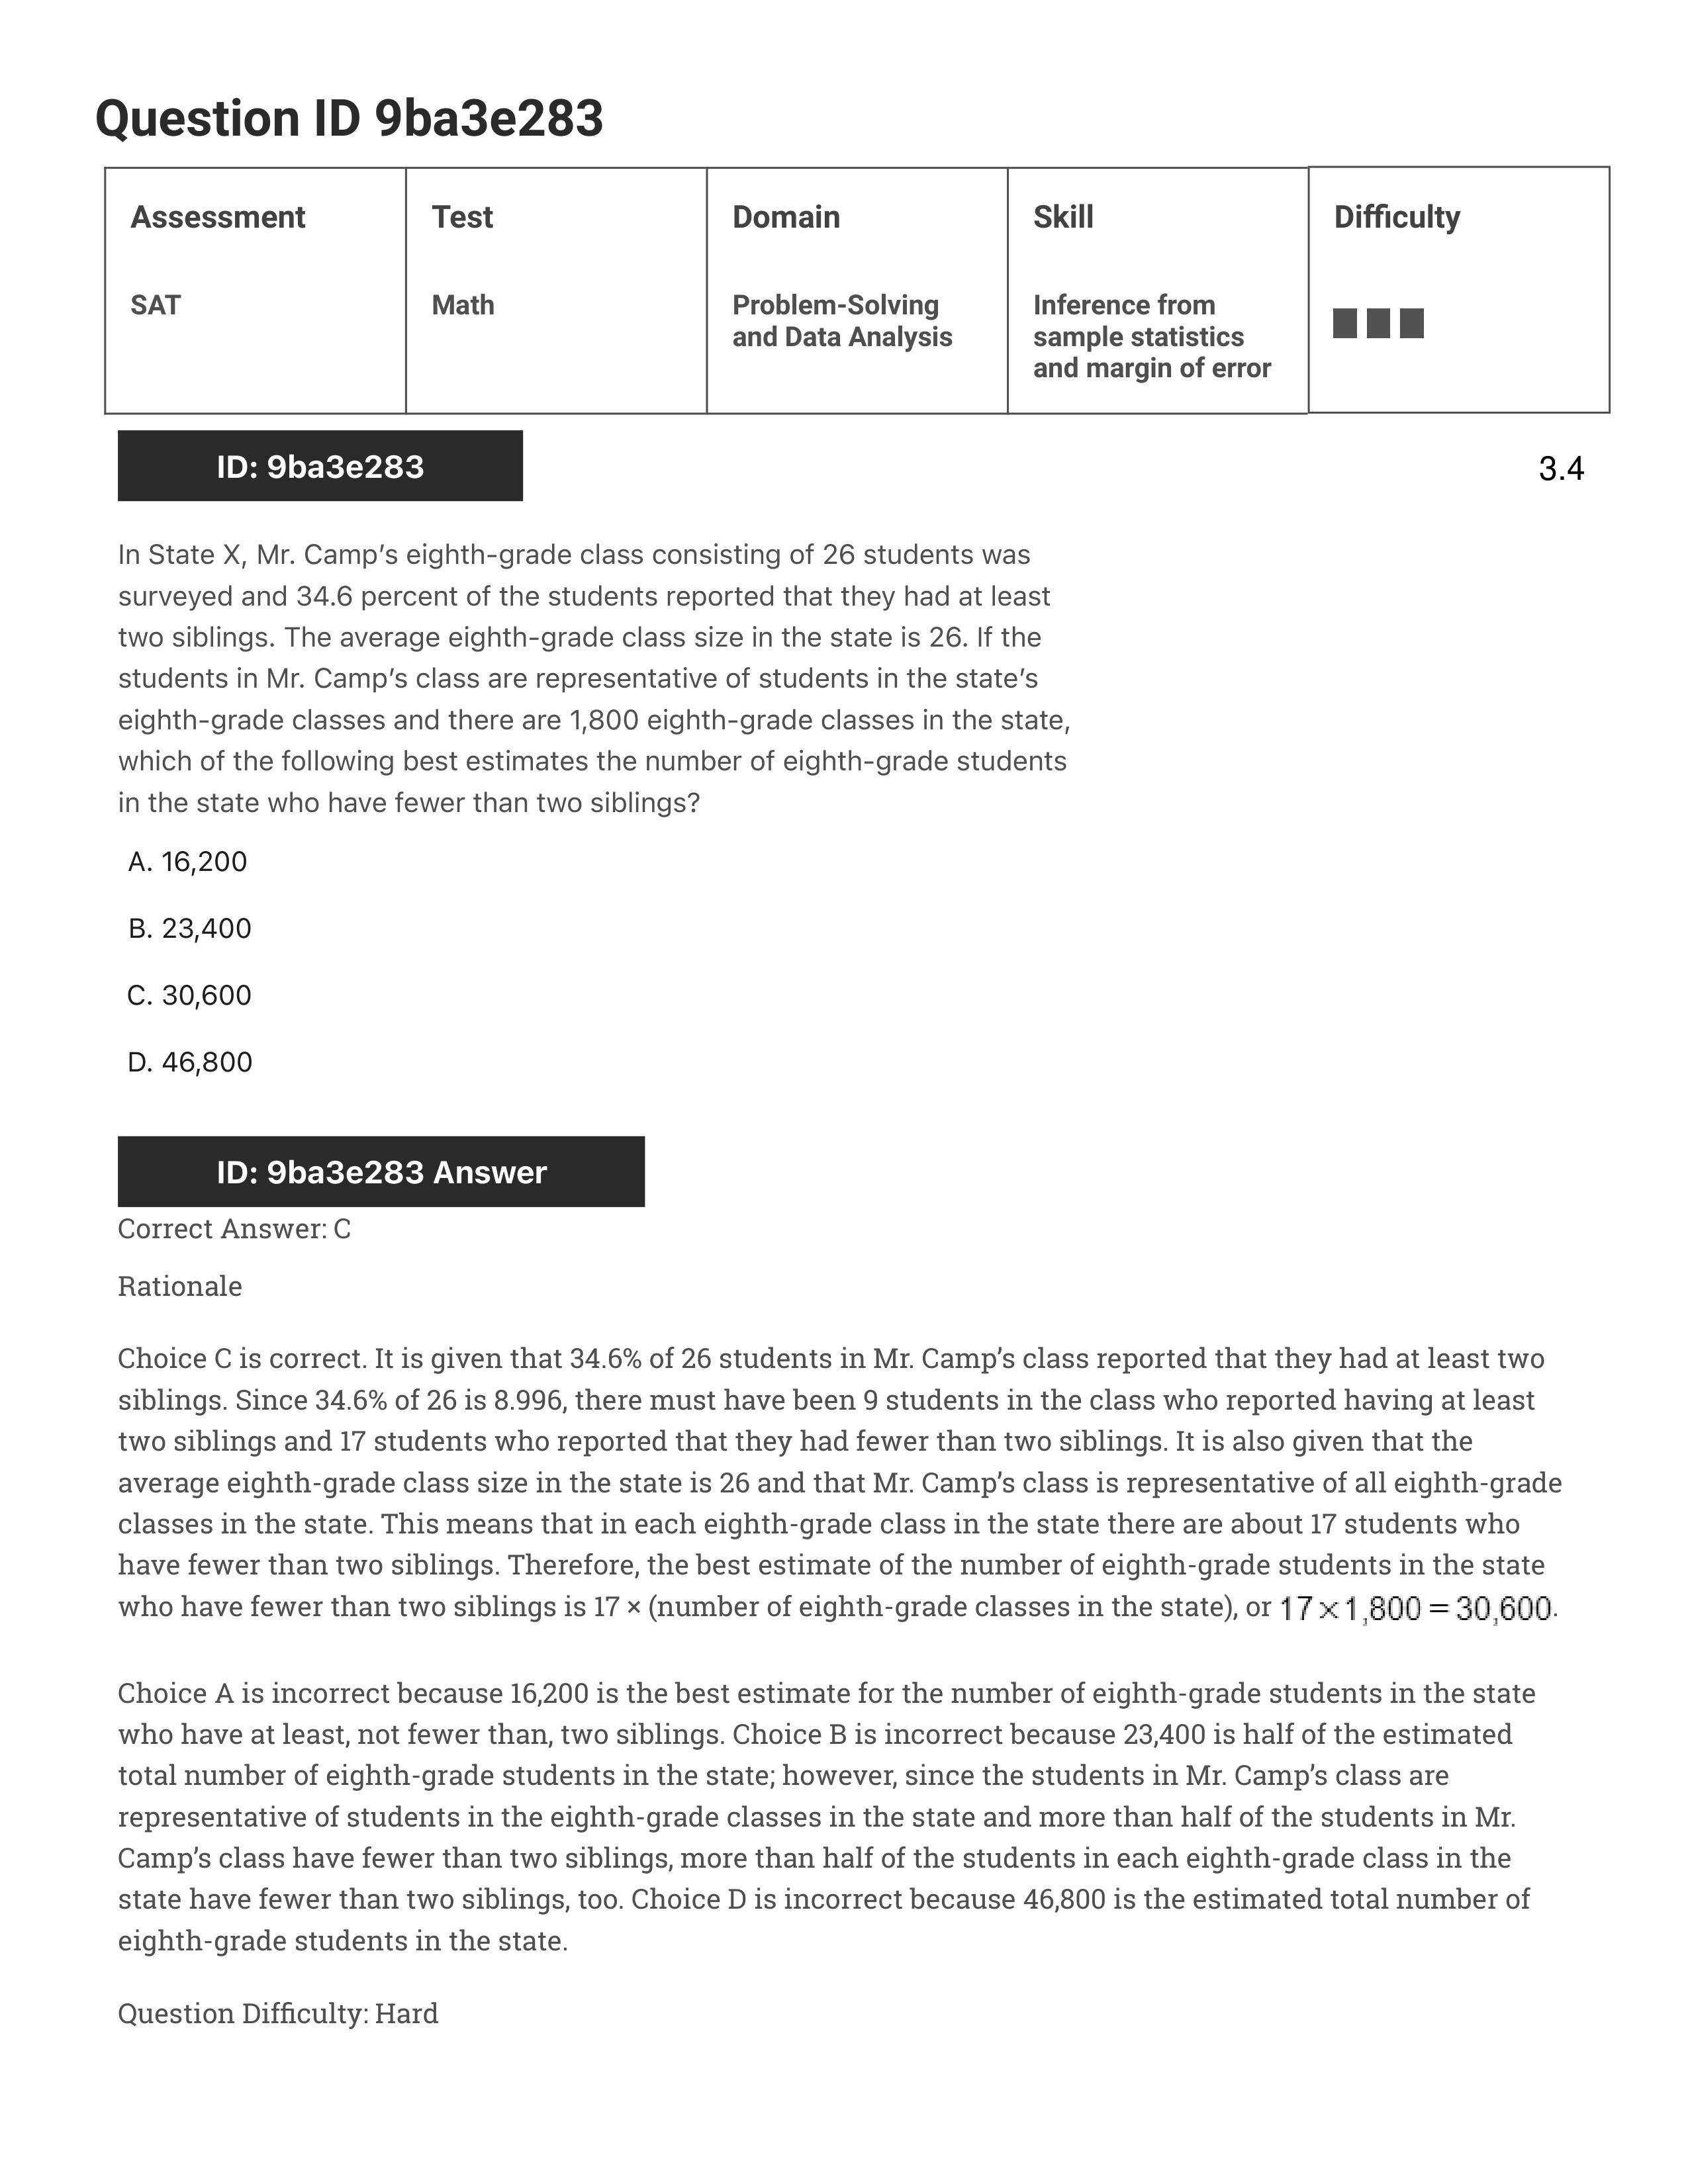 Question ID 9ba3e283
Assessment Test Domain Skill Difficulty
SAT Math Problem-Solving Inference from
and Data Analysis sample statistics
and margin of error
ID: 9ba3e283 3.4
In State X, Mr. Camp’s eighth-grade class consisting of 26 students was
surveyed and 34.6 percent of the students reported that they had at least
two siblings. The average eighth-grade class size in the state is 26. If the
students in Mr. Camp’s class are representative of students in the state’s
eighth-grade classes and there are 1,800 eighth-grade classes in the state,
which of the following best estimates the number of eighth-grade students
in the state who have fewer than two siblings?
A. 16,200
B. 23,400
C. 30,600
D. 46,800
ID: 9ba3e283 Answer
Correct Answer: C
Rationale
Choice C is correct. It is given that 34.6% of 26 students in Mr. Camp’s class reported that they had at least two
siblings. Since 34.6% of 26 is 8.996, there must have been 9 students in the class who reported having at least
two siblings and 17 students who reported that they had fewer than two siblings. It is also given that the
average eighth-grade class size in the state is 26 and that Mr. Camp’s class is representative of all eighth-grade
classes in the state. This means that in each eighth-grade class in the state there are about 17 students who
have fewer than two siblings. Therefore, the best estimate of the number of eighth-grade students in the state
who have fewer than two siblings is 17 × (number of eighth-grade classes in the state), or 17×1,800 = 30,600.
Choice A is incorrect because 16,200 is the best estimate for the number of eighth-grade students in the state
who have at least, not fewer than, two siblings. Choice B is incorrect because 23,400 is half of the estimated
total number of eighth-grade students in the state; however, since the students in Mr. Camp’s class are
representative of students in the eighth-grade classes in the state and more than half of the students in Mr.
Camp’s class have fewer than two siblings, more than half of the students in each eighth-grade class in the
state have fewer than two siblings, too. Choice D is incorrect because 46,800 is the estimated total number of
eighth-grade students in the state.
Question Difficulty: Hard